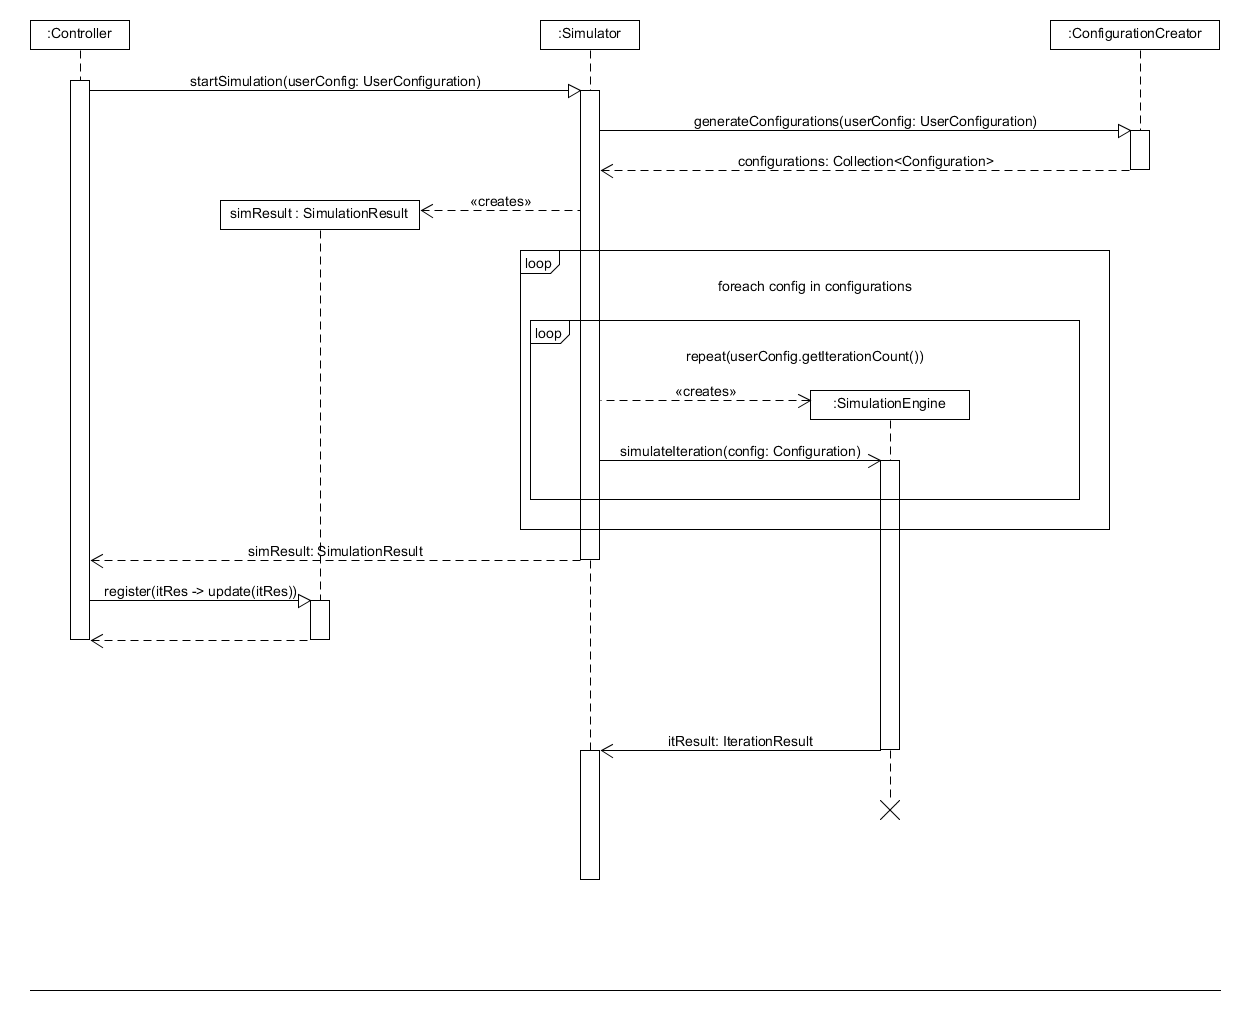 :Controller
:Simulator
:ConfigurationCreator
startSimulation(userConfig: UserConfiguration)
generateConfigurations(userConfig: UserConfiguration)
configurations: Collection<Configuration>
«creates»
simResult : SimulationResult
loop
foreach config in configurations
loop
repeat(userConfig.getIterationCount())
«creates»
:SimulationEngine
simulateIteration(config: Configuration)
simResult: SimulationResult
register(itRes -> update(itRes))
itResult: IterationResult